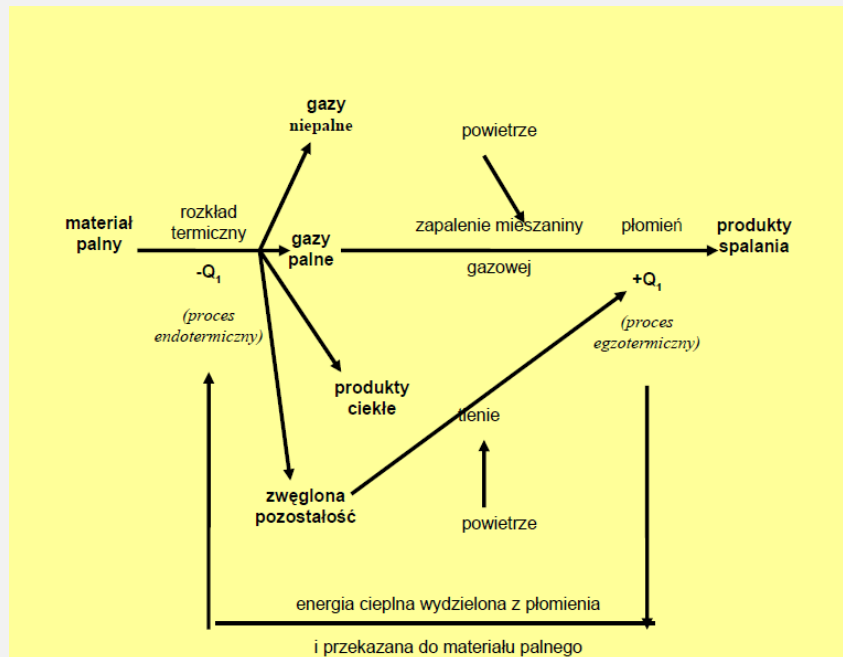 gazy
niepalne
powietrze
materiał
palny
rozkład
termiczny
-Q1
(proces
endotermiczny)
gazy
palne
zapalenie mieszaniny
gazowej
płomień
+Q1
(proces
egzotermiczny)
produkty
spalania
produkty
ciekłe
tlenie
zwęglona
pozostałość
powietrze
energia cieplna wydzielona z płomienia
i przekazana do materiału palnego